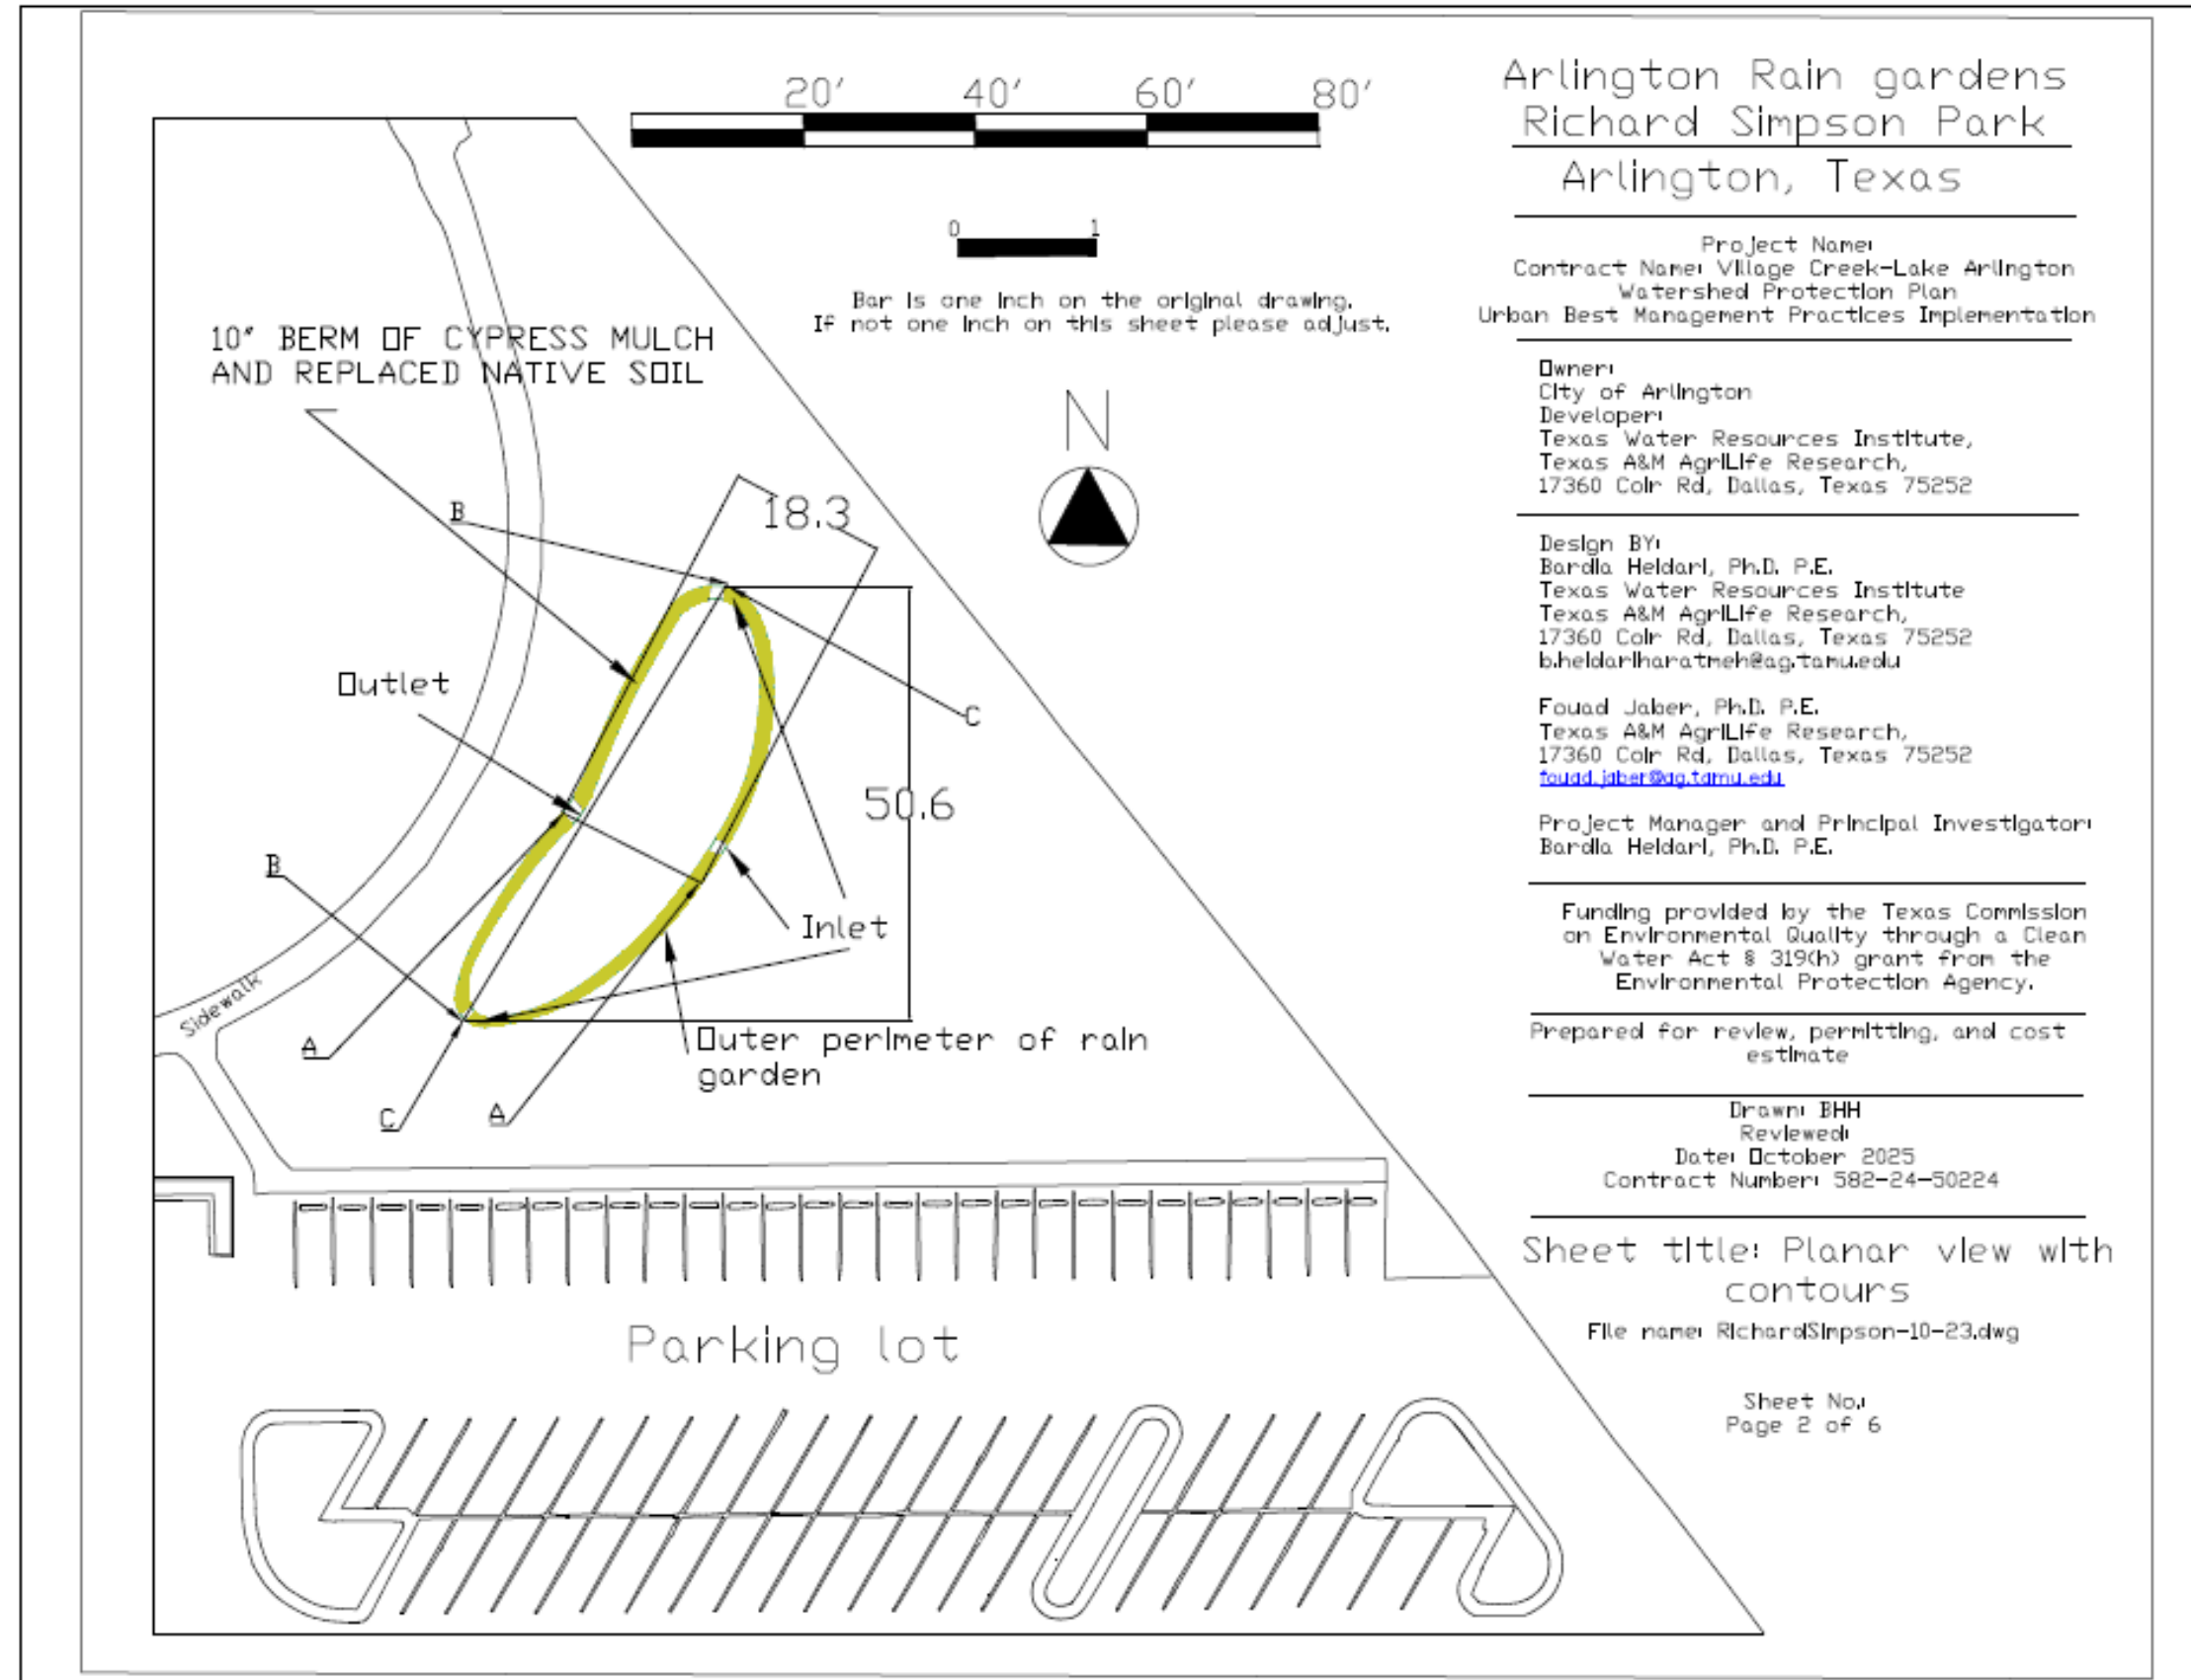 20' 40' 60' 80'
0 1
Bar is one inch on the original drawing.
If not one inch on this sheet please adjust.
10" BERM OF CYPRESS MULCH
AND REPLACED NATIVE SOIL
N
B
18.3
Outlet
C
50.6
B
Inlet
Sidewalk
A
Outer perimeter of rain
garden
C
A
Parking lot
Arlington Rain gardens
Richard Simpson Park
Arlington, Texas
Project Name:
Contract Name: Village Creek-Lake Arlington
Watershed Protection Plan
Urban Best Management Practices Implementation
Owner:
City of Arlington
Developer:
Texas Water Resources Institute,
Texas A&M AgriLife Research,
17360 Coir Rd, Dallas, Texas 75252
Design BY:
Bardia Heidari, Ph.D. P.E.
Texas Water Resources Institute
Texas A&M AgriLife Research,
17360 Coir Rd, Dallas, Texas 75252
b.heidariharatmeh@ag.tamu.edu
Fouad Jaber, Ph.D. P.E.
Texas A&M AgriLife Research,
17360 Coir Rd, Dallas, Texas 75252
fouad.jaber@ag.tamu.edu
Project Manager and Principal Investigator:
Bardia Heidari, Ph.D. P.E.
Funding provided by the Texas Commission
on Environmental Quality through a Clean
Water Act § 319(h) grant from the
Environmental Protection Agency.
Prepared for review, permitting, and cost
estimate
Drawn: BHH
Reviewed:
Date: October 2025
Contract Number: 582-24-50224
Sheet title: Planar view with
contours
File name: RichardSimpson-10-23.dwg
Sheet No.:
Page 2 of 6